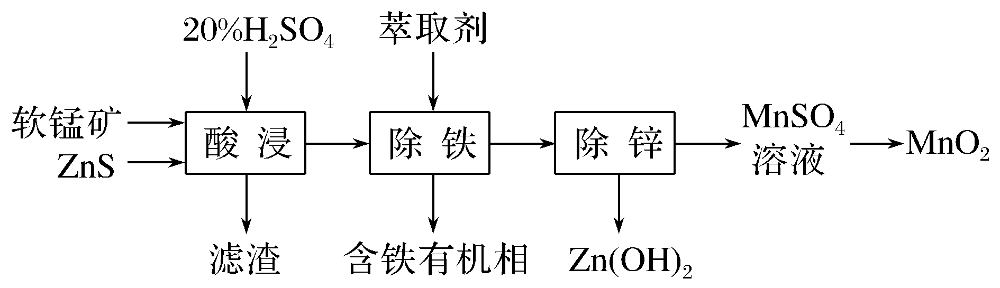 20%H₂SO₄
萃取剂
软锰矿
ZnS
酸浸
除铁
除锌
MnSO₄
溶液
MnO₂
滤渣
含铁有机相
Zn(OH)₂